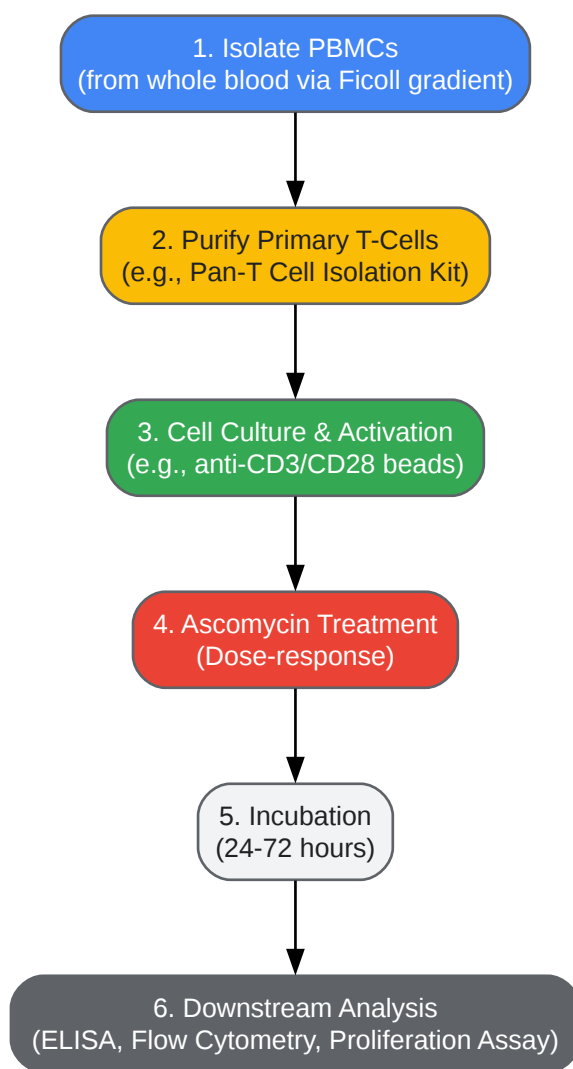 1. Isolate PBMCs
(from whole blood via Ficoll gradient)
2. Purify Primary T-Cells
(e.g., Pan-T Cell Isolation Kit)
3. Cell Culture & Activation
(e.g., anti-CD3/CD28 beads)
4. Ascomycin Treatment
(Dose-response)
5. Incubation
(24-72 hours)
6. Downstream Analysis
(ELISA, Flow Cytometry, Proliferation Assay)